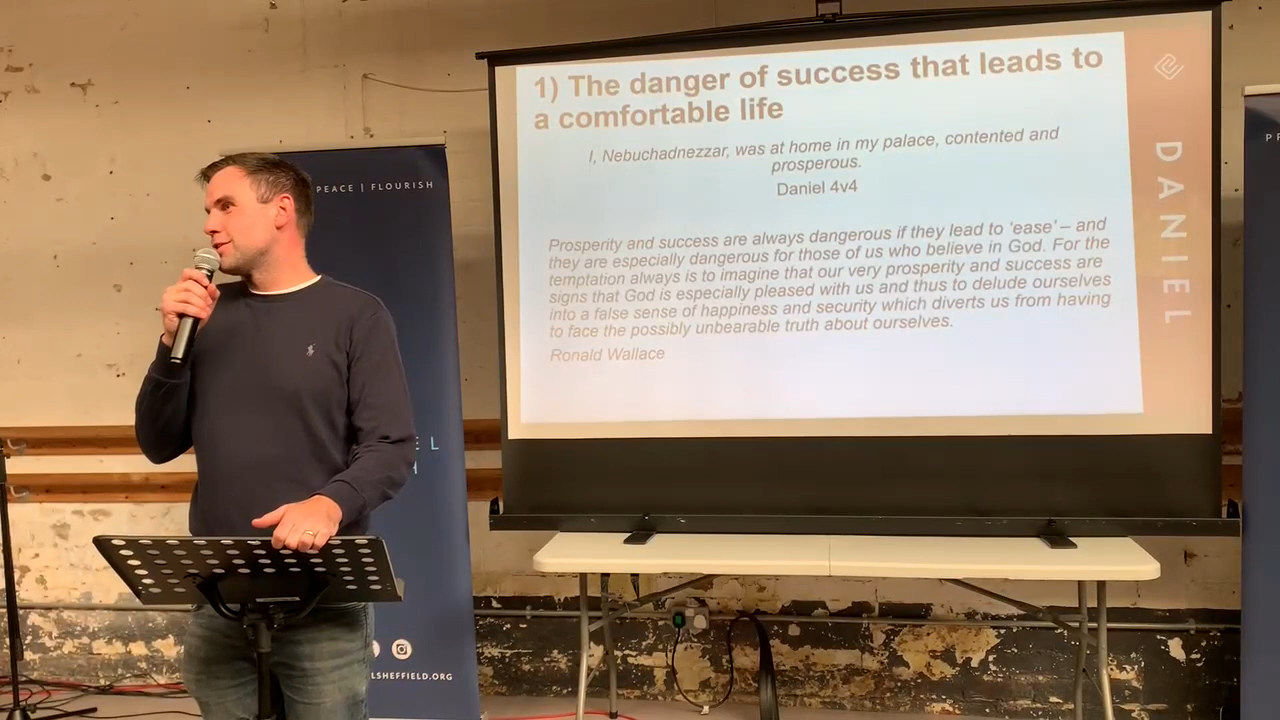 1) The danger of success that leads to
a comfortable life
I, Nebuchadnezzar, was at home in my palace, contented and
prosperous.
Daniel 4v4
Prosperity and success are always dangerous if they lead to 'ease' – and
they are especially dangerous for those of us who believe in God. For the
temptation always is to imagine that our very prosperity and success are
signs that God is especially pleased with us and thus to delude ourselves
into a false sense of happiness and security which diverts us from having
to face the possibly unbearable truth about ourselves.
Ronald Wallace
DANIEL
PEACE | FLOURISH
EL
H
LSHEFFIELD.ORG
P